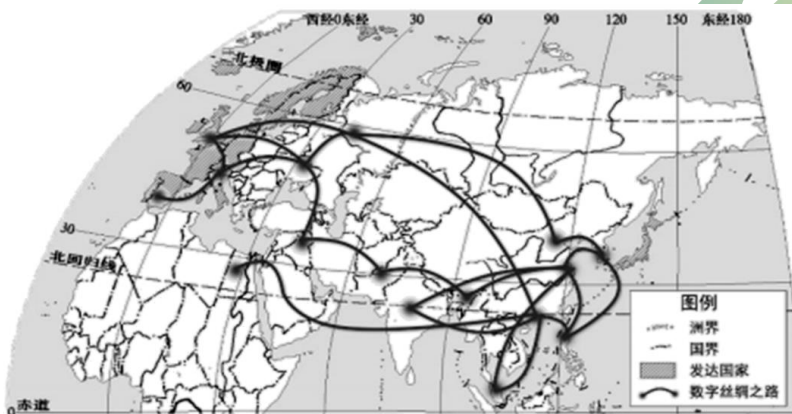 西经0东经 30 60 90 120 150 东经180
北极圈
60
30
北回归线
0 赤道
图例
洲界
国界
发达国家
数字丝绸之路